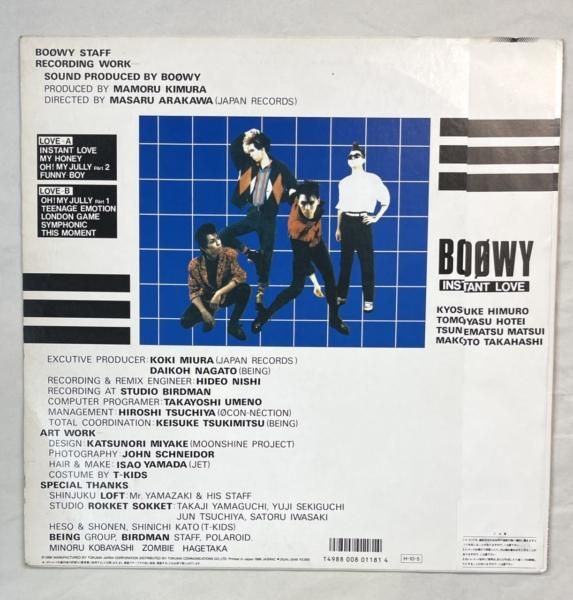 BOØWY STAFF
RECORDING WORK
SOUND PRODUCED BY BOØWY
PRODUCED BY MAMORU KIMURA
DIRECTED BY MASARU ARAKAWA (JAPAN RECORDS)
LOVE-A
INSTANT LOVE
MY HONEY
OH! MY JULLY Part 2
FUNNY BOY
LOVE-B
OH! MY JULLY Part 1
TEENAGE EMOTION
LONDON GAME
SYMPHONIC
THIS MOMENT
BOØWY
INSTANT LOVE
KYOSUKE HIMURO
TOMOYASU HOTEI
TSUNEMATSU MATSUI
MAKOTO TAKAHASHI
EXCUTIVE PRODUCER: KOKI MIURA (JAPAN RECORDS)
DAIKOH NAGATO (BEING)
RECORDING & REMIX ENGINEER: HIDEO NISHI
RECORDING AT STUDIO BIRDMAN
COMPUTER PROGRAMER: TAKAYOSHI UMENO
MANAGEMENT: HIROSHI TSUCHIYA (ØCON-NÉCTION)
TOTAL COORDINATION: KEISUKE TSUKIMITSU (BEING)
ART WORK
DESIGN: KATSUNORI MIYAKE (MOONSHINE PROJECT)
PHOTOGRAPHY: JOHN SCHNEIDOR
HAIR & MAKE: ISAO YAMADA (JET)
COSTUME BY T-KIDS
SPECIAL THANKS
SHINJUKU LOFT: Mr. YAMAZAKI & HIS STAFF
STUDIO ROKKET SOKKET: TAKAJI YAMAGUCHI, YUJI SEKIGUCHI
JUN TSUCHIYA, SATORU IWASAKI
HESO & SHONEN, SHINICHI KATO (T-KIDS)
BEING GROUP, BIRDMAN STAFF, POLAROID.
MINORU KOBAYASHI ZOMBIE HAGETAKA
T4988 008 01181 4
H-10-5